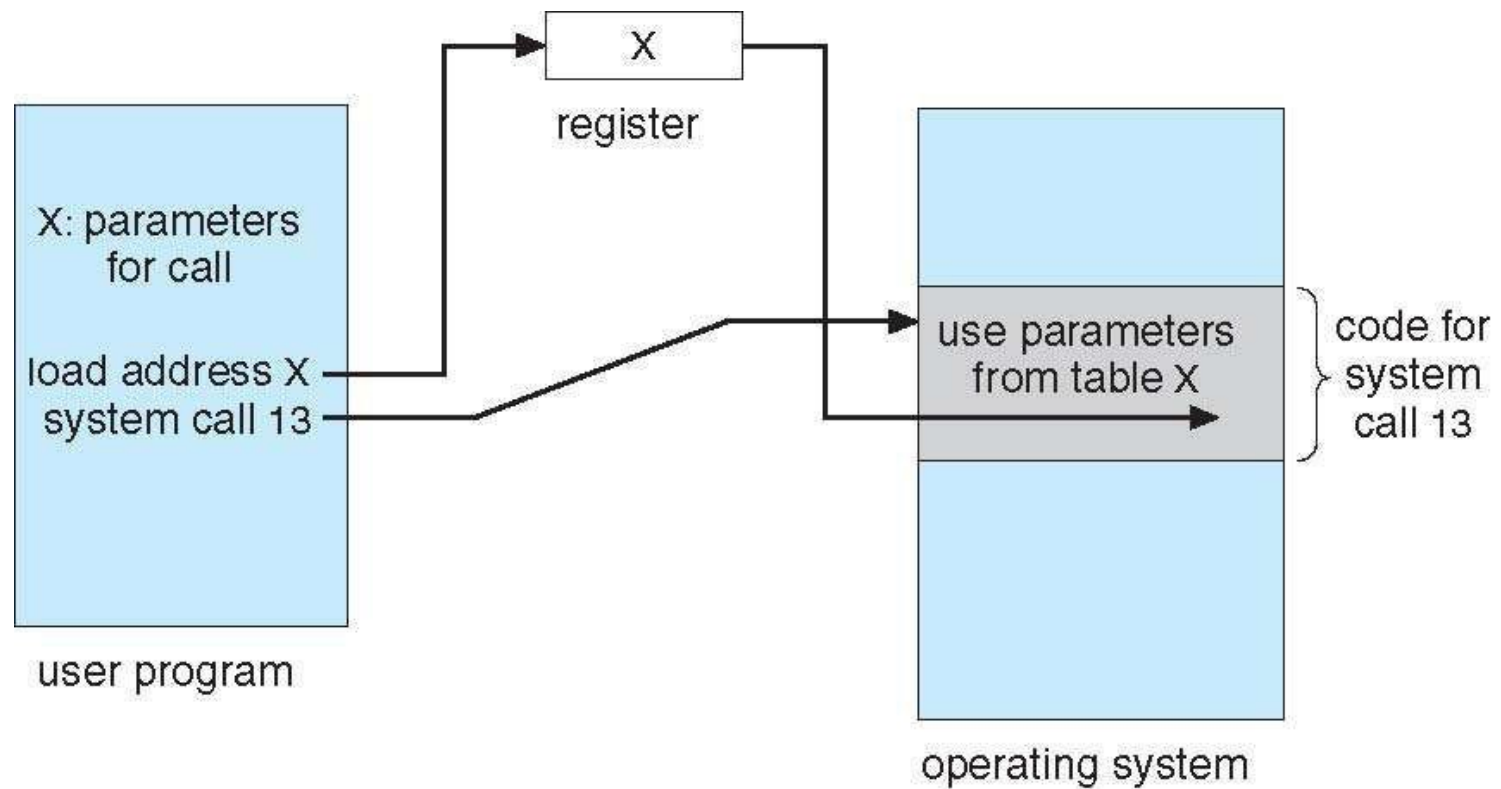 X
register
X: parameters
for call
load address X
system call 13
user program
use parameters
from table X
code for
system
call 13
operating system